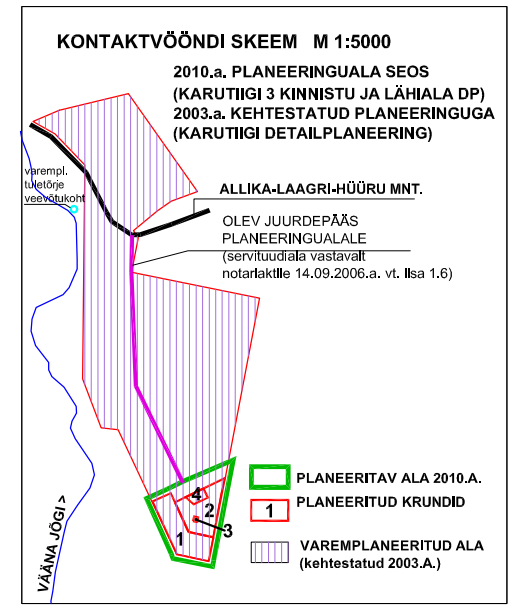 KONTAKTVÖÖNDI SKEEM M 1:5000
2010.a. PLANEERINGUALA SEOS
(KARUTIIGI 3 KINNISTU JA LÄHIALA DP)
2003.a. KEHTESTATUD PLANEERINGUGA
(KARUTIIGI DETAILPLANEERING)
varempl.
tuletõrje
veevõtukoht
ALLIKA-LAAGRI-HÜÜRU MNT.
OLEV JUURDEPÄÄS
PLANEERINGUALALE
(servituudiala vastavalt
notariaktile 14.09.2006.a. vt. lisa 1.6)
4
2
3
1
VÄÄNA JÕGI >
PLANEERITAV ALA 2010.A.
1
PLANEERITUD KRUNDID
VAREMPLANEERITUD ALA
(kehtestatud 2003.A.)